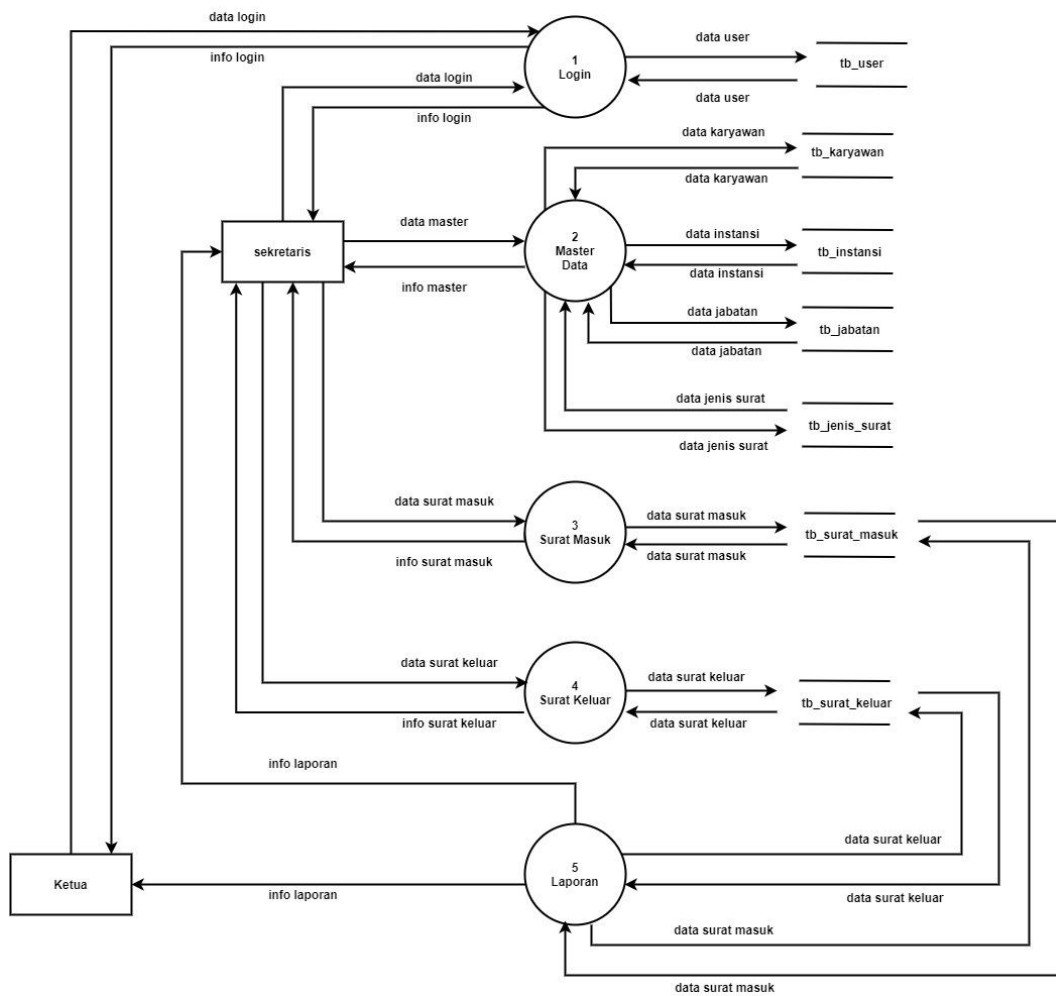 data login
info login
data login
info login
1
Login
data user
data user
tb_user
data karyawan
data karyawan
tb_karyawan
sekretaris
data master
info master
2
Master
Data
data instansi
data instansi
tb_instansi
data jabatan
data jabatan
tb_jabatan
data jenis surat
data jenis surat
tb_jenis_surat
data surat masuk
info surat masuk
3
Surat Masuk
data surat masuk
data surat masuk
tb_surat_masuk
data surat keluar
info surat keluar
4
Surat Keluar
data surat keluar
data surat keluar
tb_surat_keluar
info laporan
Ketua
info laporan
5
Laporan
data surat keluar
data surat keluar
data surat masuk
data surat masuk